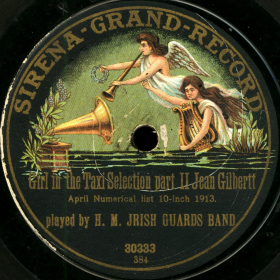 SIRENA-GRAND-RECORD
Girl in the Taxi-Selection part II Jean Gilbertt
April Numerical list 10-inch 1913.
played by H. M. JRISH GUARDS BAND
30333
584